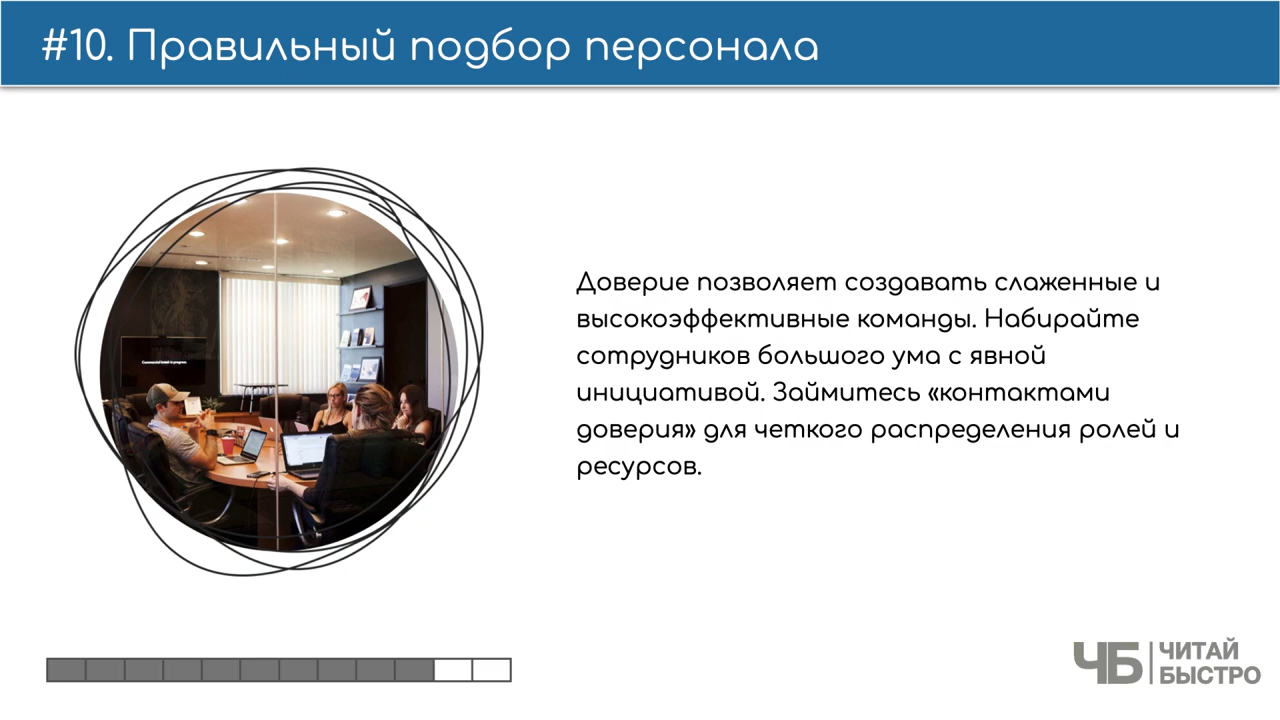 #10. Правильный подбор персонала
Доверие позволяет создавать слаженные и
высокоэффективные команды. Набирайте
сотрудников большого ума с явной
инициативой. Займитесь «контактами
доверия» для четкого распределения ролей и
ресурсов.
ЧБ
ЧИТАЙ
БЫСТРО